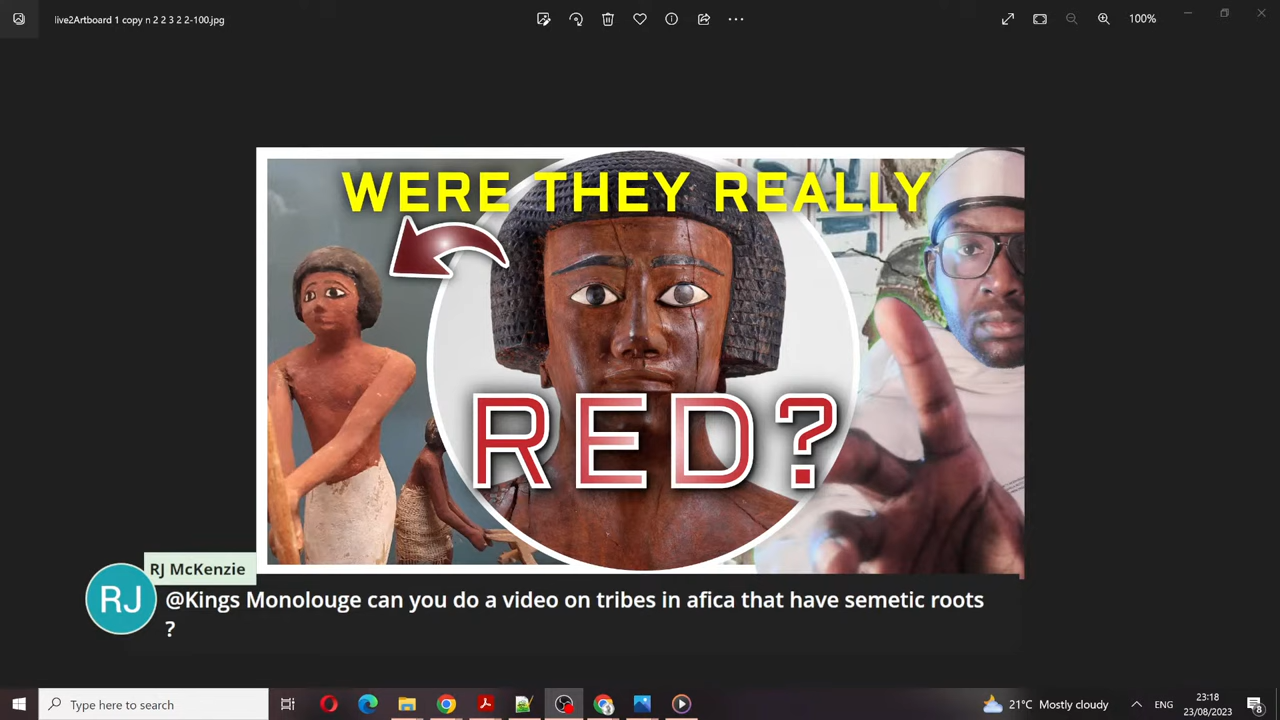 live2Artboard 1 copy n 2 2 3 2 2-100.jpg
100%
WERE THEY REALLY
RED?
RJ McKenzie
RJ
@Kings Monolouge can you do a video on tribes in afica that have semetic roots
?
Type here to search
21°C Mostly cloudy
ENG
23:18
23/08/2023
8